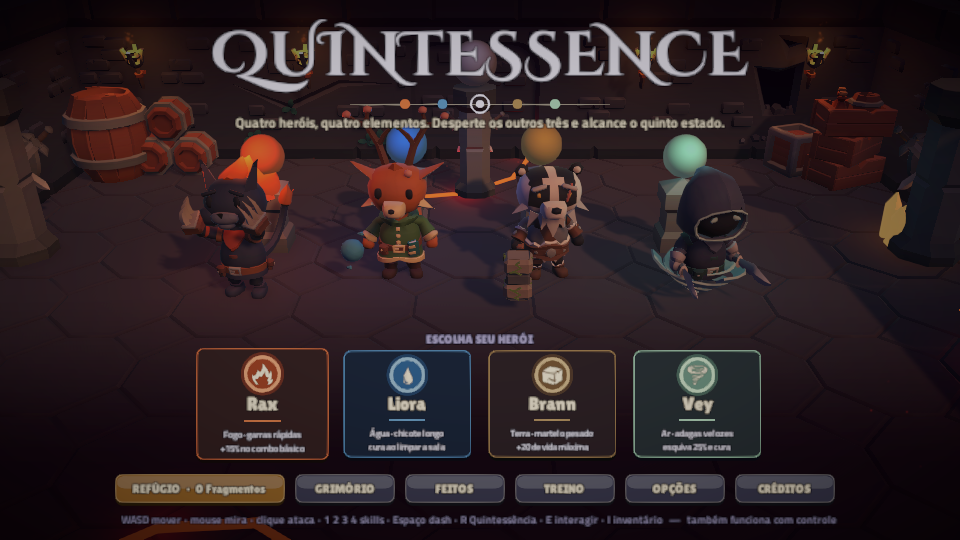 QUINTESSENCE
Quatro heróis, quatro elementos. Desperte os outros três e alcance o quinto estado.
ESCOLHA SEU HERÓI
Rax
Fogo · garras rápidas
+15% no combo básico
Liora
Água · chicote longo
cura ao limpar a sala
Brann
Terra · martelo pesado
+20 de vida máxima
Vey
Ar · adagas velozes
esquiva 25% e cura
REFÚGIO · 0 Fragmentos
GRIMÓRIO
FEITOS
TREINO
OPÇÕES
CRÉDITOS
WASD mover · mouse mira · clique ataca · 1 2 3 4 skills · Espaço dash · R Quintessência · E interagir · I inventário — também funciona com controle